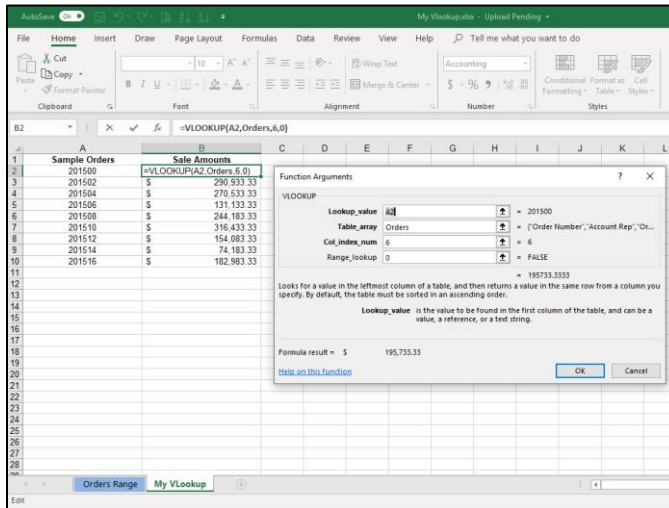 AutoSave On
My Vlookup.xlsx - Upload Pending
File Home Insert Draw Page Layout Formulas Data Review View Help Tell me what you want to do
Paste
Cut
Copy
Format Painter
Clipboard
10 A A
B I U A
Font
Wrap Text
Merge & Center
Alignment
Accounting
$ % ,
Number
Conditional Formatting
Format as Table
Cell Styles
Styles
B2 fx =VLOOKUP(A2,Orders,6,0)
A B C D E F G H I J K L
1 Sample Orders Sale Amounts
2 201500 =VLOOKUP(A2,Orders,6,0)
3 201502 $ 290,933.33
4 201504 $ 270,533.33
5 201506 $ 131,133.33
6 201508 $ 244,183.33
7 201510 $ 316,433.33
8 201512 $ 154,083.33
9 201514 $ 74,183.33
10 201516 $ 182,983.33
11
12
13
14
15
16
17
18
19
20
21
22
23
24
25
26
27
28
Function Arguments ? X
VLOOKUP
Lookup_value A2 = 201500
Table_array Orders = {"Order Number","Account Rep","Or...
Col_index_num 6 = 6
Range_lookup 0 = FALSE
= 195733.3333
Looks for a value in the leftmost column of a table, and then returns a value in the same row from a column you
specify. By default, the table must be sorted in an ascending order.
Lookup_value is the value to be found in the first column of the table, and can be a
value, a reference, or a text string.
Formula result = $ 195,733.33
Help on this function
OK Cancel
Orders Range My VLookup
Edit